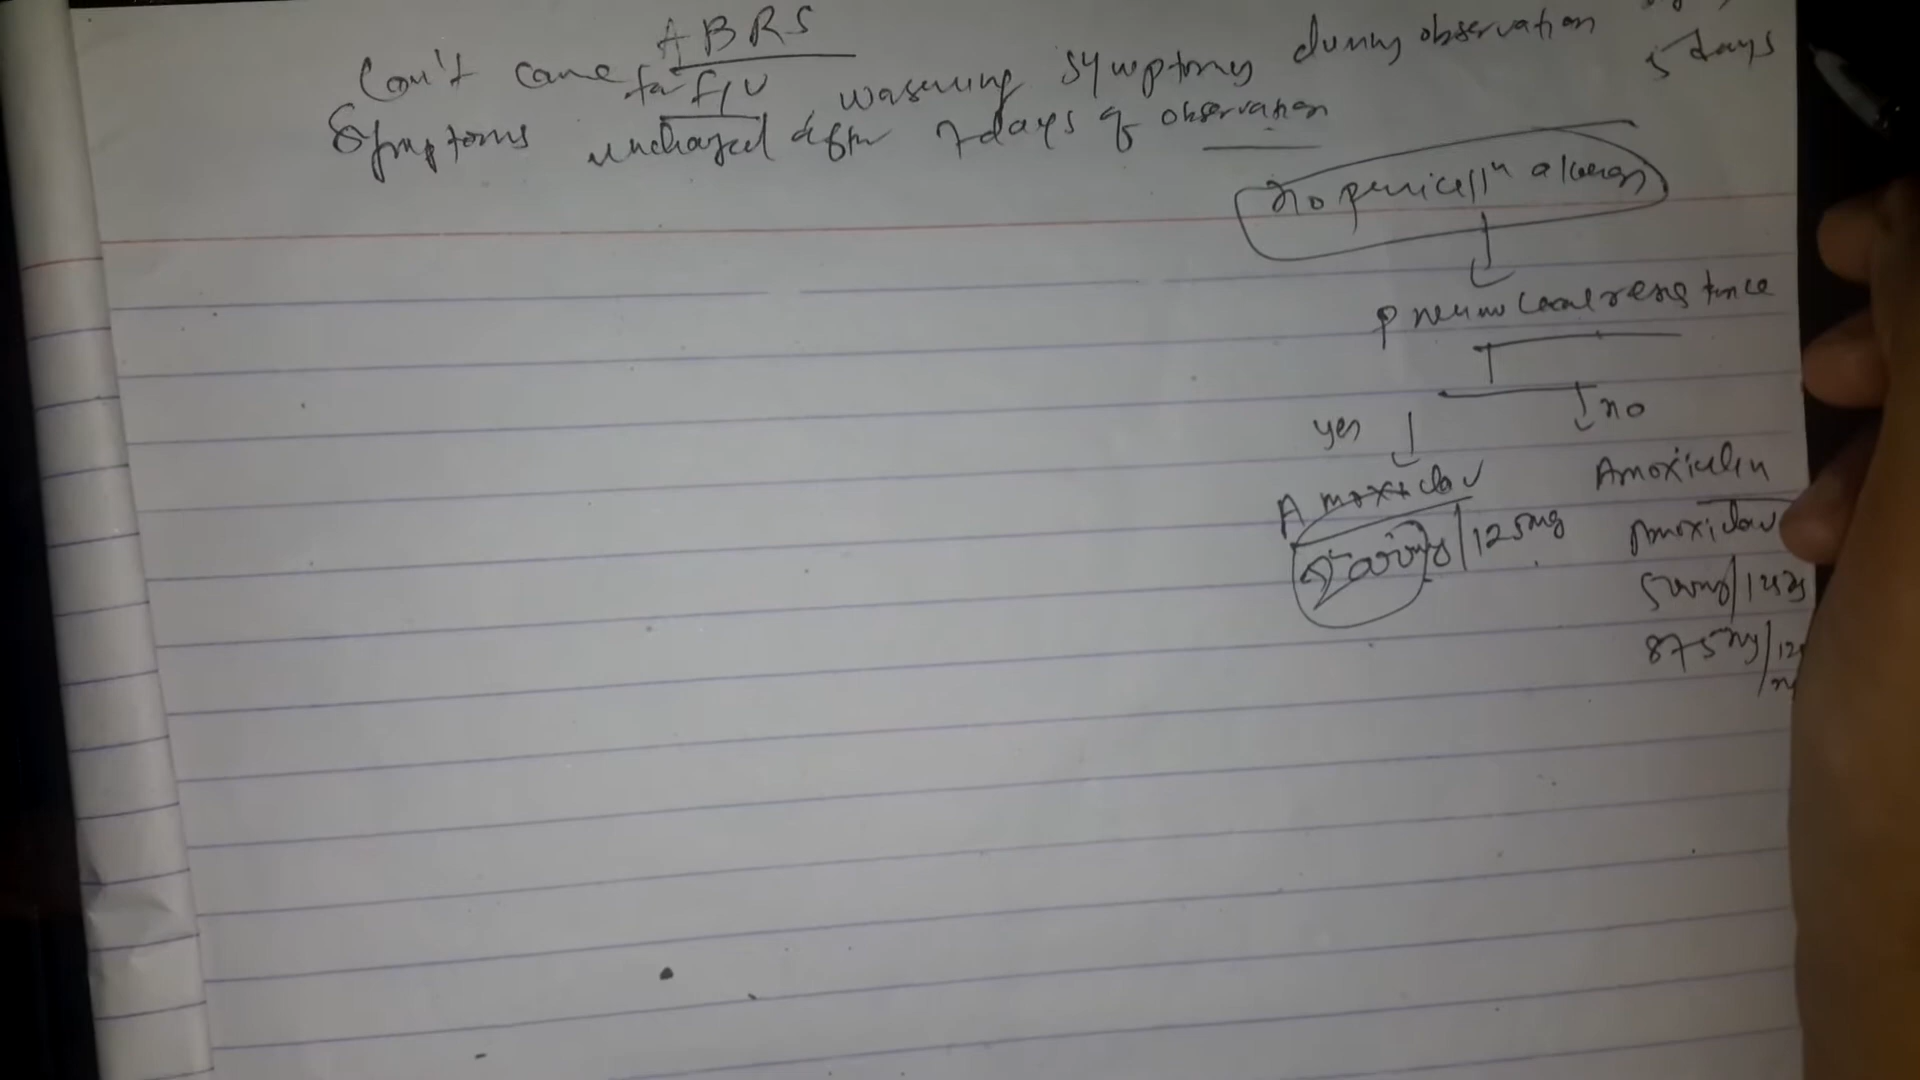 ABRS
Can't come for F/U worsening symptoms during observation
5 days
Symptoms unchanged after 7 days of observation
no penicillin allergy
pneumococcal resistance
yes no
Amoxiclav Amoxicillin
125mg Amoxiclav
500mg/125mg
875mg/12